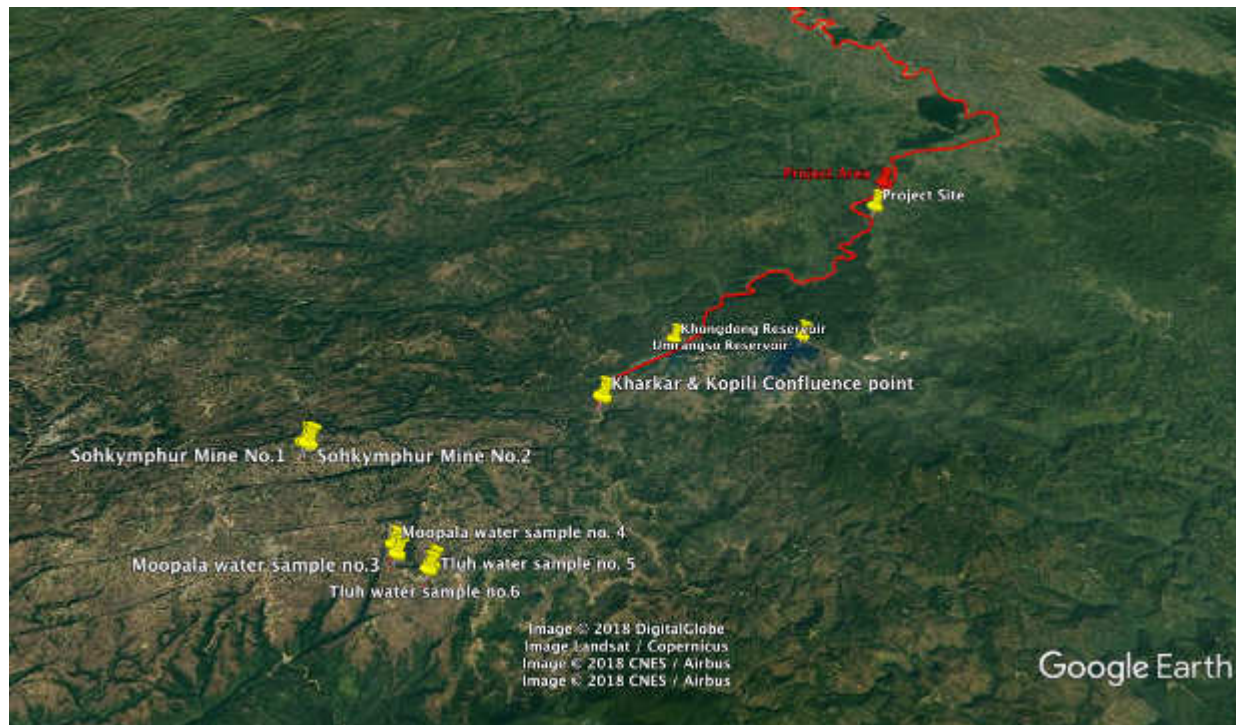 Project Area
Project Site
Khongdong Reservoir
Umrangso Reservoir
Kharkar & Kopili Confluence point
Sohkymphur Mine No.1
Sohkymphur Mine No.2
Moopala water sample no. 4
Moopala water sample no.3
Tluh water sample no. 5
Tluh water sample no.6
Image © 2018 DigitalGlobe
Image Landsat / Copernicus
Image © 2018 CNES / Airbus
Image © 2018 CNES / Airbus
Google Earth